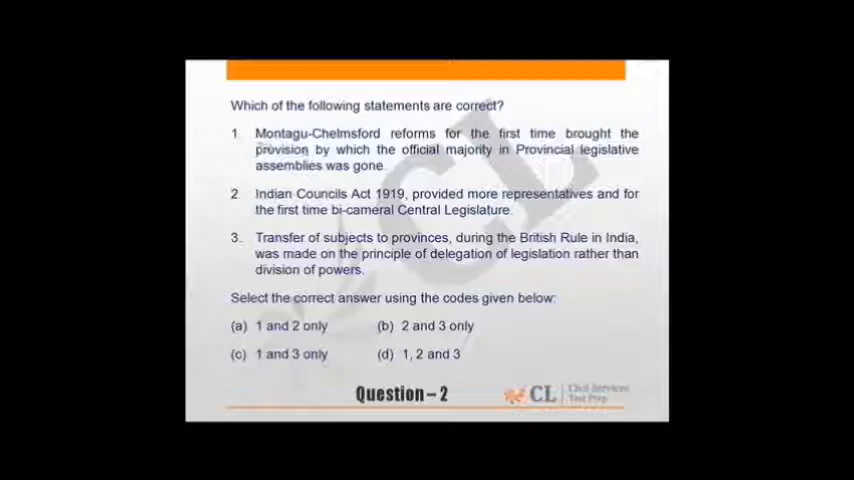 Which of the following statements are correct?
1. Montagu-Chelmsford reforms for the first time brought the
provision by which the official majority in Provincial legislative
assemblies was gone.
2. Indian Councils Act 1919, provided more representatives and for
the first time bi-cameral Central Legislature.
3. Transfer of subjects to provinces, during the British Rule in India,
was made on the principle of delegation of legislation rather than
division of powers.
Select the correct answer using the codes given below:
(a) 1 and 2 only (b) 2 and 3 only
(c) 1 and 3 only (d) 1, 2 and 3
Question – 2 CL Civil Services
Test Prep
CL